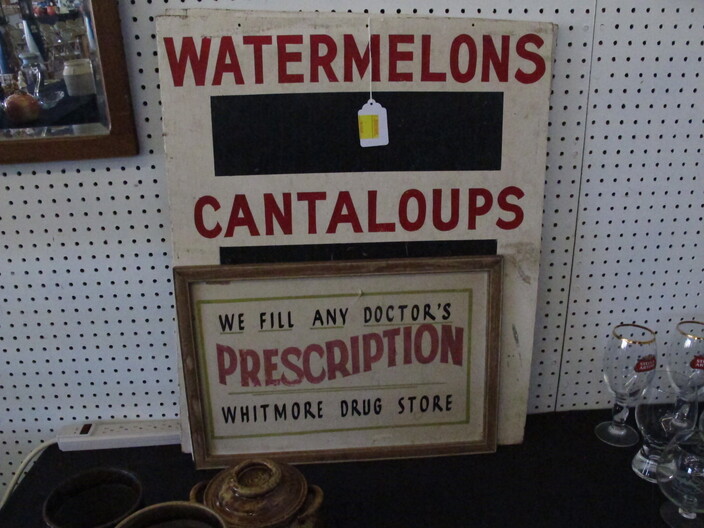 WATERMELONS
CANTALOUPS
WE FILL ANY DOCTOR'S
PRESCRIPTION
WHITMORE DRUG STORE